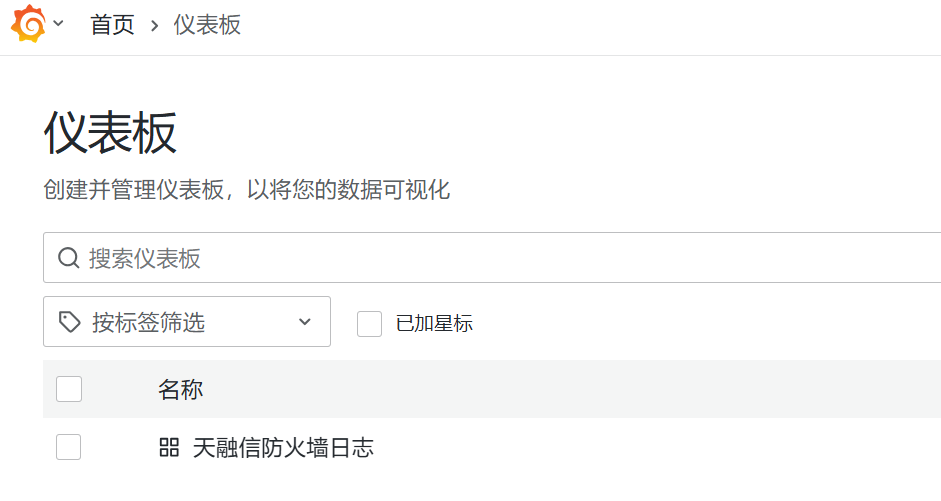 首页 › 仪表板
仪表板
创建并管理仪表板，以将您的数据可视化
搜索仪表板
按标签筛选 已加星标
名称
天融信防火墙日志